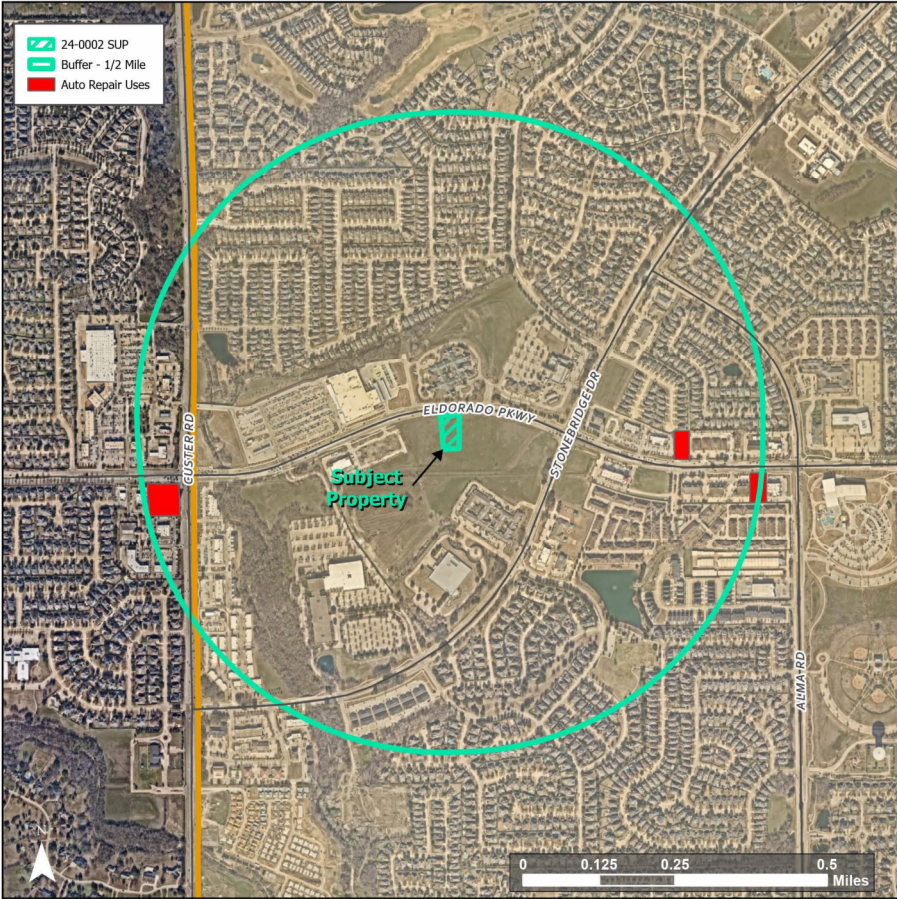 24-0002 SUP
Buffer - 1/2 Mile
Auto Repair Uses
ELDORADO PKWY
STONEBRIDGE DR
CUSTER RD
Subject
Property
ALMA RD
N
0 0.125 0.25 0.5
Miles